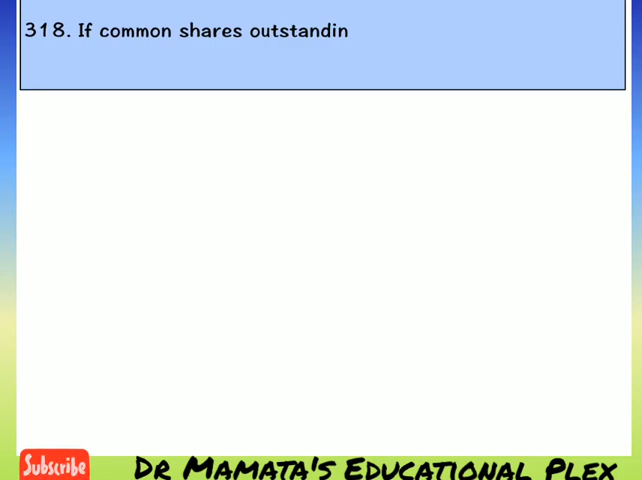 318. If common shares outstandin
Subscribe
Dr Mamata's Educational Plex